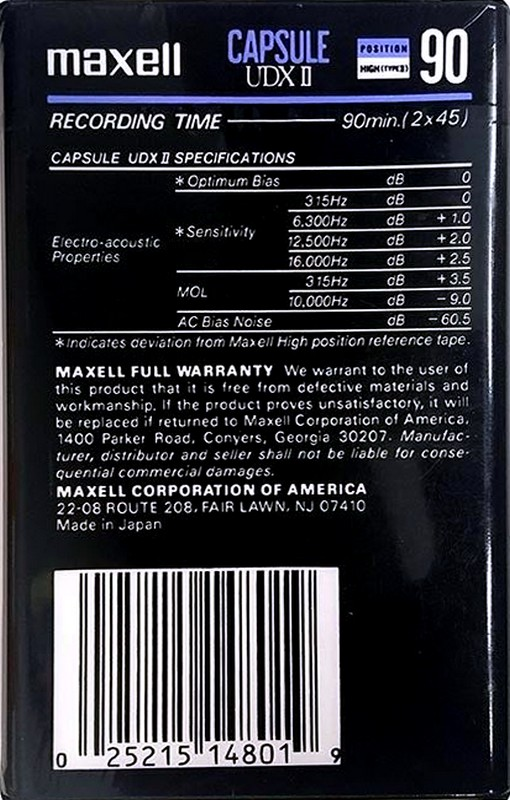 maxell CAPSULE UDX II POSITION HIGH (TYPE II) 90
RECORDING TIME 90min.(2x45)
CAPSULE UDX II SPECIFICATIONS
Electro-acoustic Properties
*Optimum Bias dB 0
*Sensitivity 315Hz dB 0
6,300Hz dB +1.0
12,500Hz dB +2.0
16,000Hz dB +2.5
MOL 315Hz dB +3.5
10,000Hz dB -9.0
AC Bias Noise dB -60.5
*Indicates deviation from Maxell High position reference tape.
MAXELL FULL WARRANTY We warrant to the user of
this product that it is free from defective materials and
workmanship. If the product proves unsatisfactory, it will
be replaced if returned to Maxell Corporation of America,
1400 Parker Road, Conyers, Georgia 30207. Manufac-
turer, distributor and seller shall not be liable for conse-
quential commercial damages.
MAXELL CORPORATION OF AMERICA
22-08 ROUTE 208, FAIR LAWN, NJ 07410
Made in Japan
0 25215 14801 9